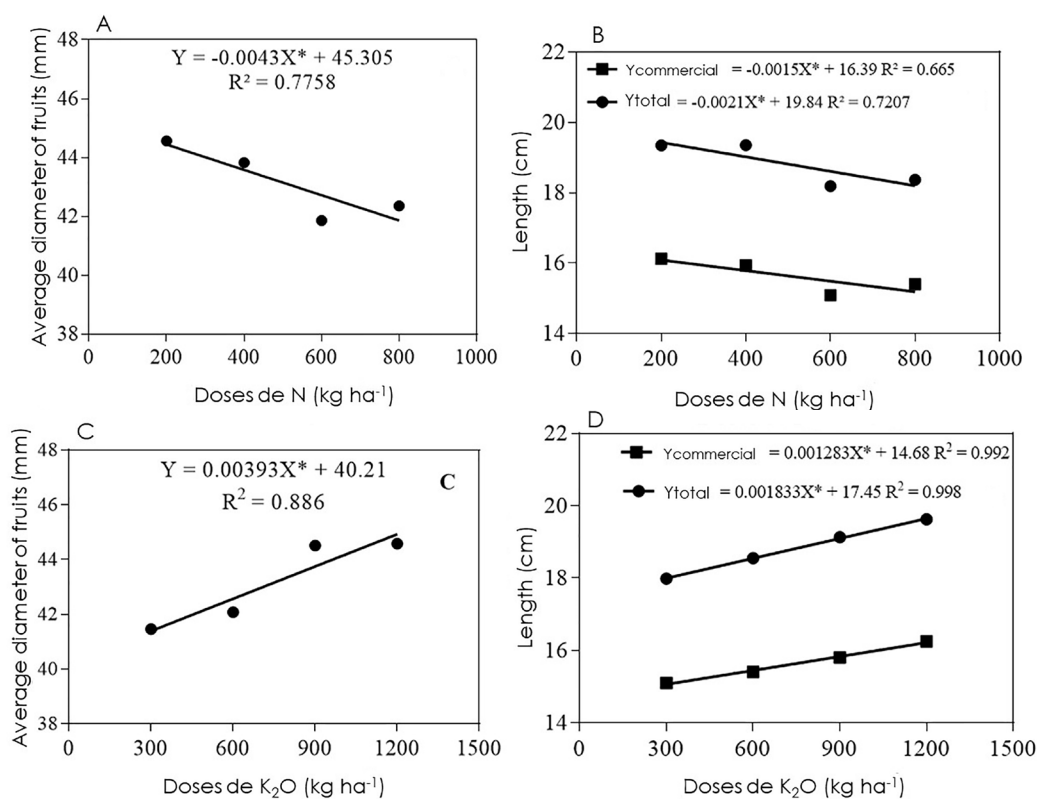 A
Y = -0.0043X* + 45.305
R² = 0.7758
Average diameter of fruits (mm)
48
46
44
42
40
38
0 200 400 600 800 1000
Doses de N (kg ha-1)
B
Ycommercial = -0.0015X* + 16.39 R² = 0.665
Ytotal = -0.0021X* + 19.84 R² = 0.7207
Length (cm)
22
20
18
16
14
0 200 400 600 800 1000
Doses de N (kg ha-1)
C
Y = 0.00393X* + 40.21
R2 = 0.886
C
Average diameter of fruits (mm)
48
46
44
42
40
38
0 300 600 900 1200 1500
Doses de K2O (kg ha-1)
D
Ycommercial = 0.001283X* + 14.68 R2 = 0.992
Ytotal = 0.001833X* + 17.45 R2 = 0.998
Length (cm)
22
20
18
16
14
0 300 600 900 1200 1500
Doses de K2O (kg ha-1)